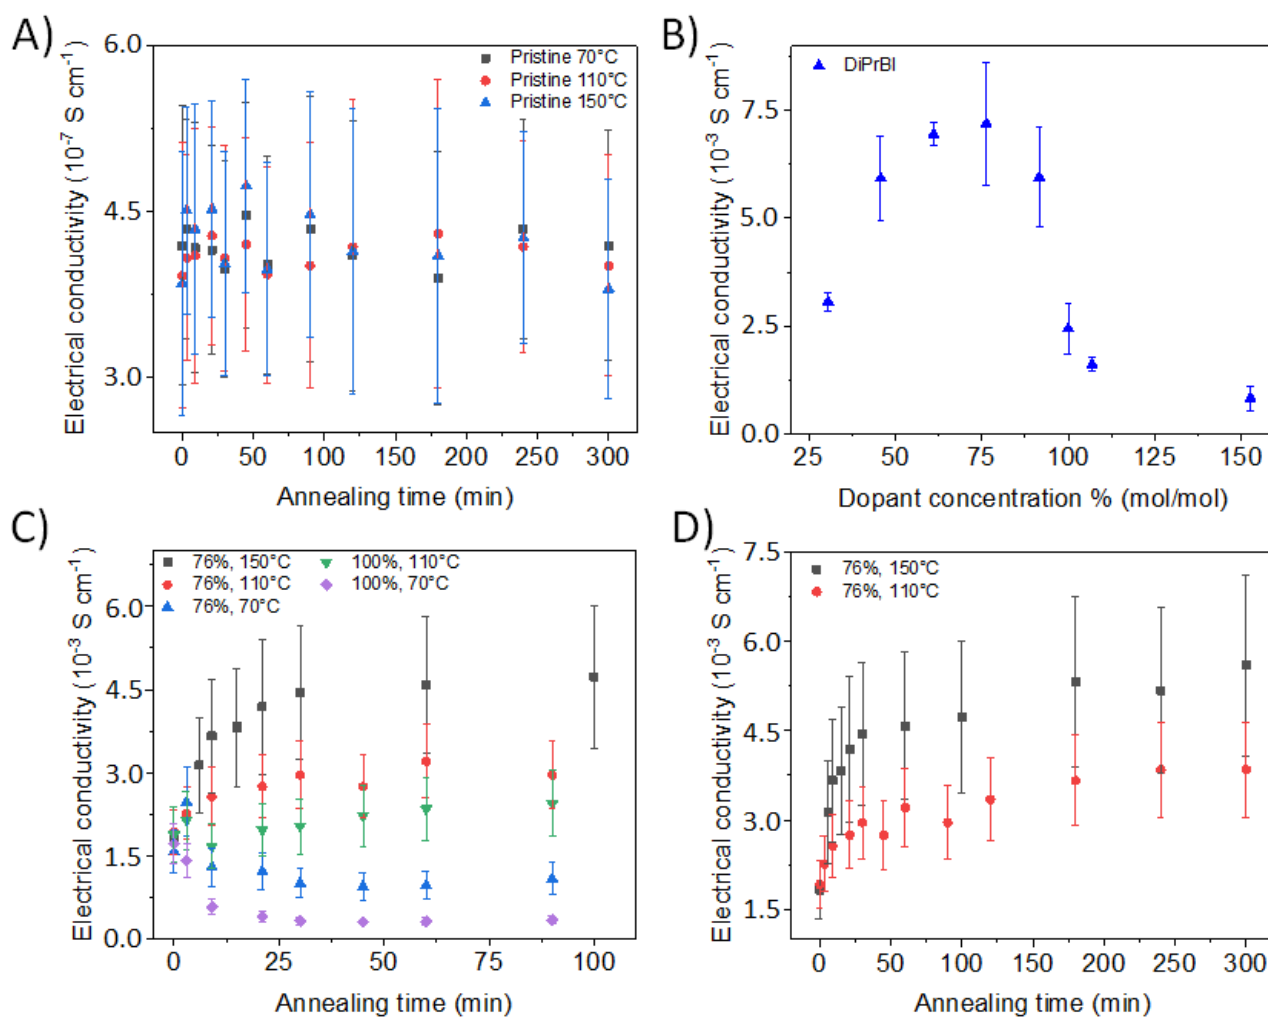 A)
Electrical conductivity (10⁻⁷ S cm⁻¹)
6.0
4.5
3.0
Pristine 70°C
Pristine 110°C
Pristine 150°C
0 50 100 150 200 250 300
Annealing time (min)
B)
Electrical conductivity (10⁻³ S cm⁻¹)
7.5
5.0
2.5
0.0
DiPrBI
25 50 75 100 125 150
Dopant concentration % (mol/mol)
C)
Electrical conductivity (10⁻³ S cm⁻¹)
6.0
4.5
3.0
1.5
0.0
76%, 150°C 100%, 110°C
76%, 110°C 100%, 70°C
76%, 70°C
0 25 50 75 100
Annealing time (min)
D)
Electrical conductivity (10⁻³ S cm⁻¹)
7.5
6.0
4.5
3.0
1.5
76%, 150°C
76%, 110°C
0 50 100 150 200 250 300
Annealing time (min)